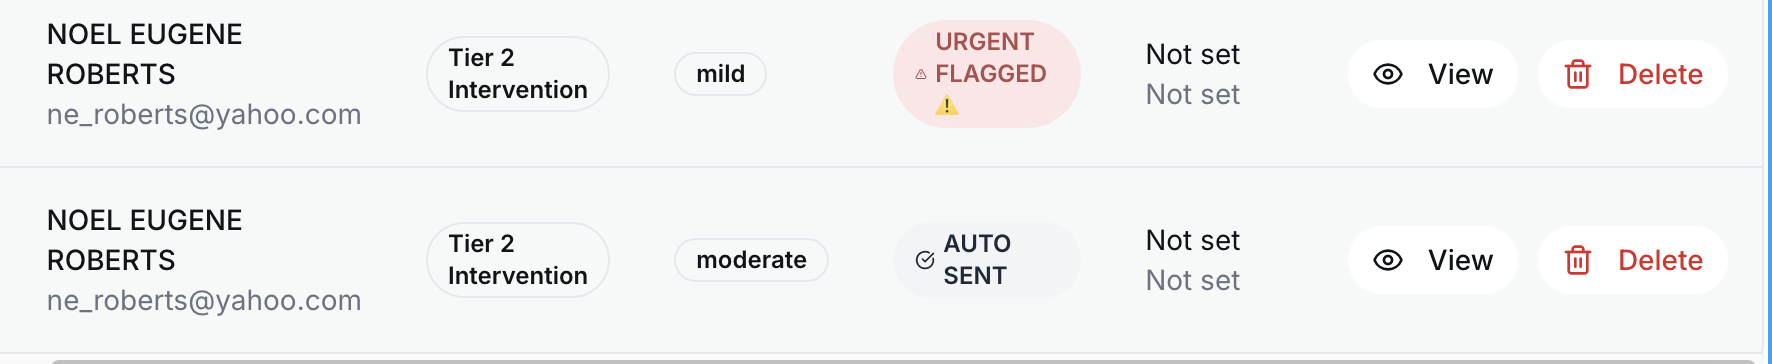 NOEL EUGENE
ROBERTS
ne_roberts@yahoo.com
Tier 2
Intervention
mild
URGENT
FLAGGED
⚠️
Not set
Not set
View
Delete
NOEL EUGENE
ROBERTS
ne_roberts@yahoo.com
Tier 2
Intervention
moderate
AUTO
SENT
Not set
Not set
View
Delete